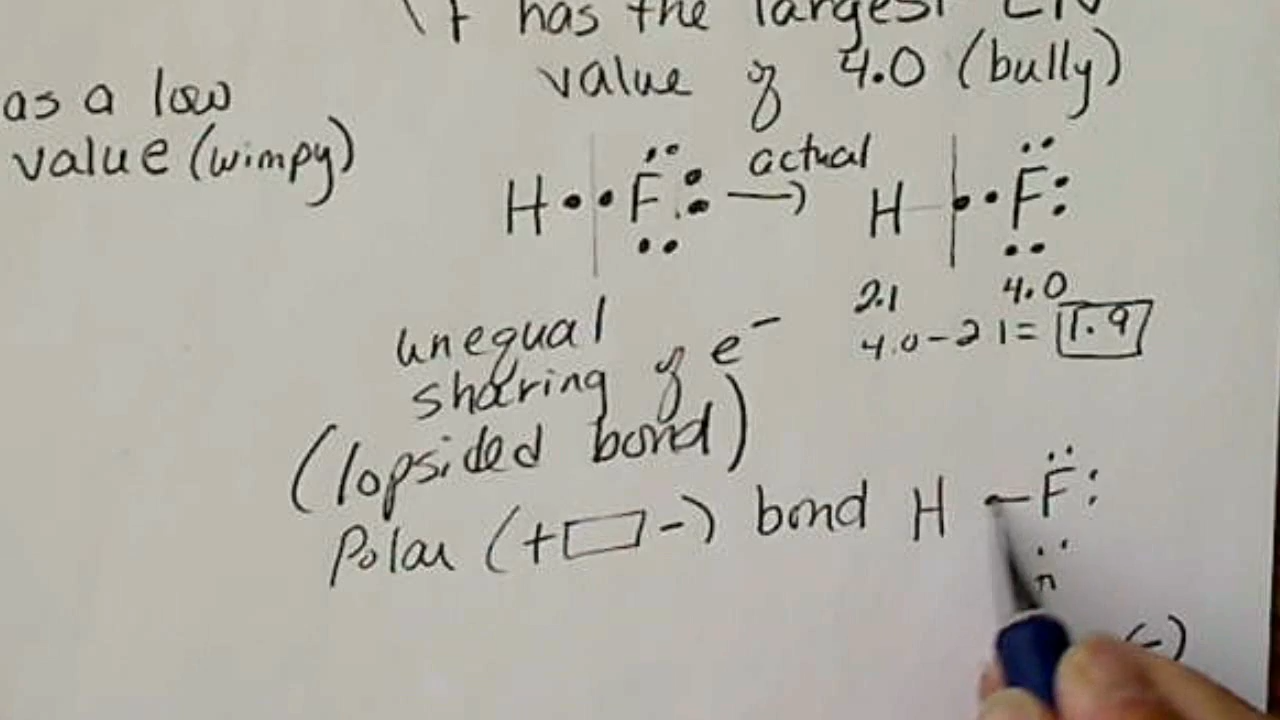 F has the largest EN
value of 4.0 (bully)
as a low
value (wimpy)
H••F: actual → H ••F:
2.1 4.0
4.0-2.1= 1.9
unequal
sharing of e⁻
(lopsided bond)
Polar (+ -) bond H -F:
n
(-)